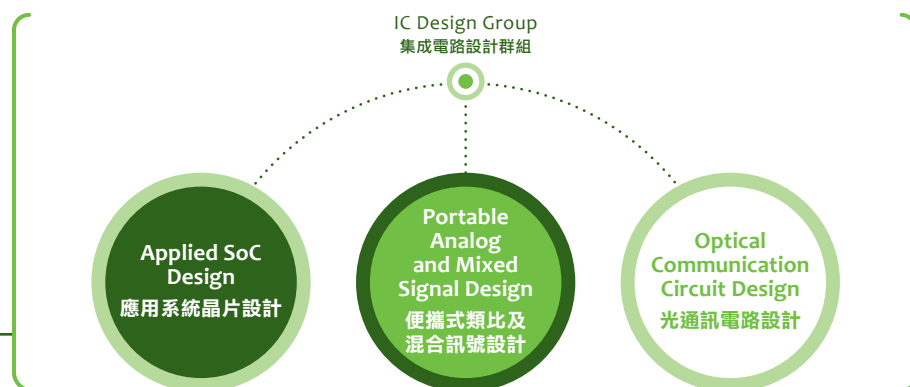 IC Design Group
集成電路設計群組
Applied SoC
Design
應用系統晶片設計
Portable
Analog
and Mixed
Signal Design
便攜式類比及
混合訊號設計
Optical
Communication
Circuit Design
光通訊電路設計